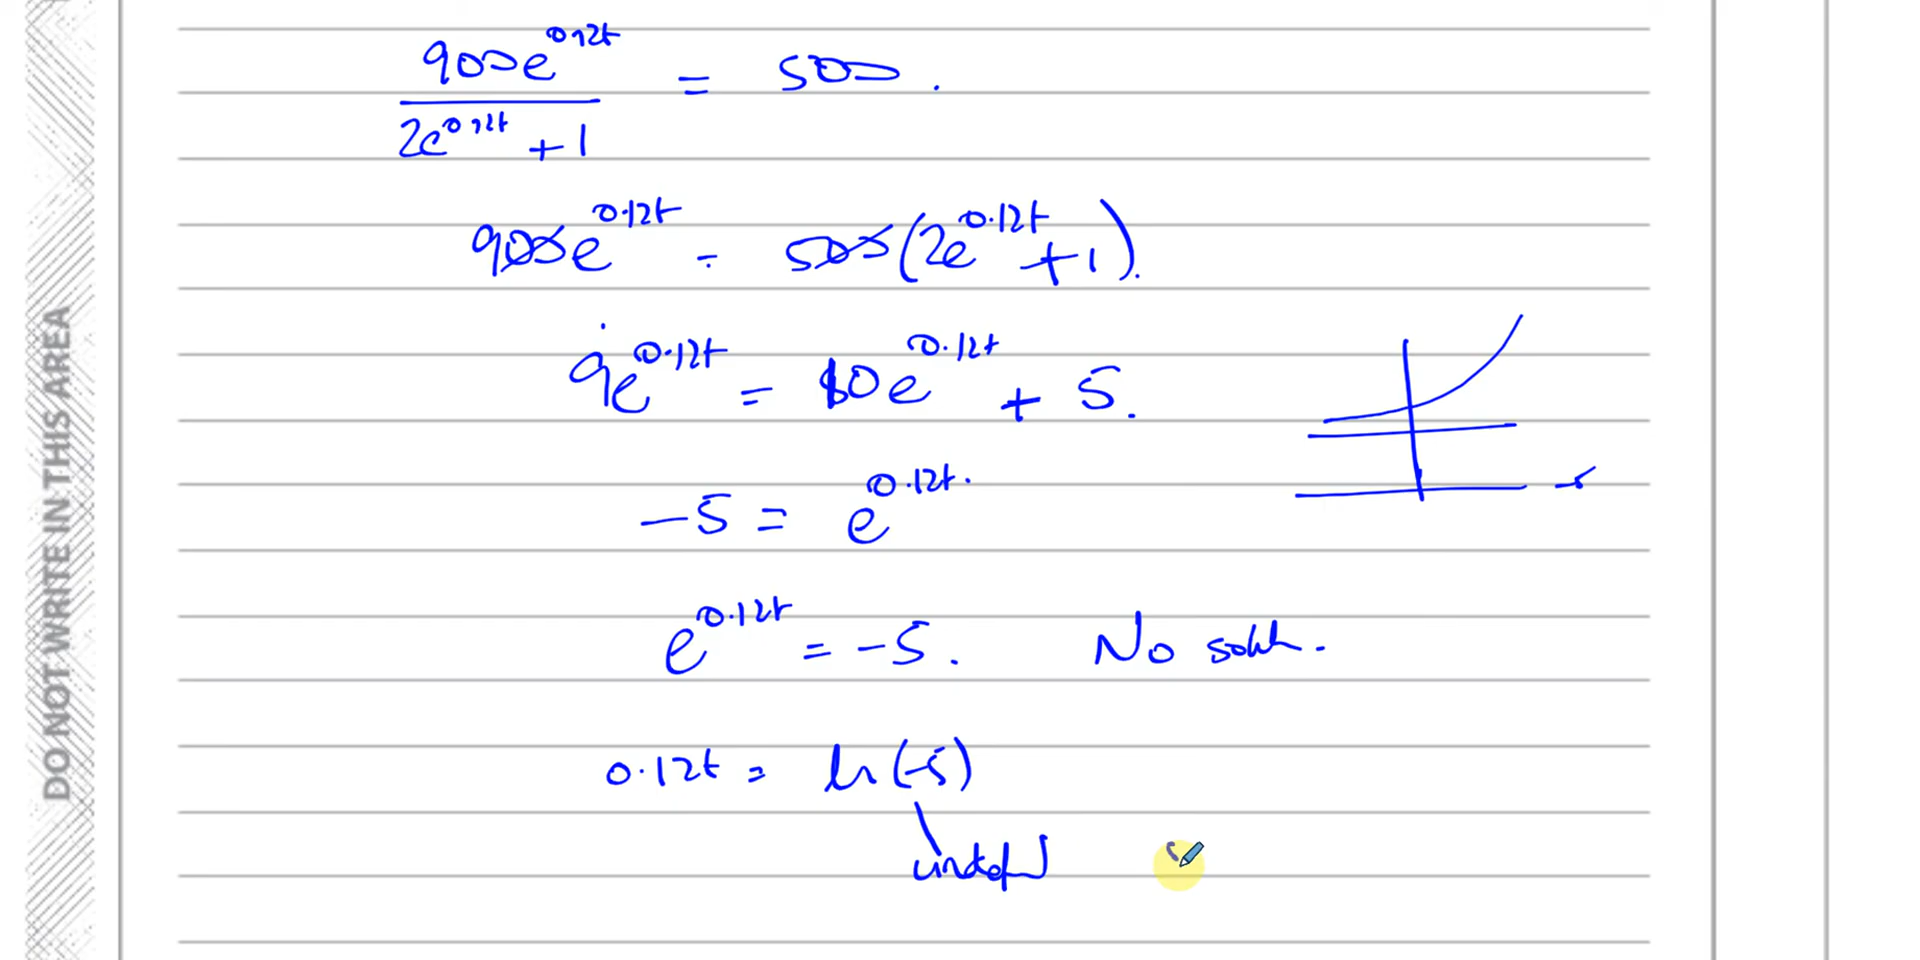 900e^0.12t / 2e^0.12t + 1 = 500.
900e^0.12t = 500(2e^0.12t + 1).
9e^0.12t = 10e^0.12t + 5.
-5 = e^0.12t.
-5
e^0.12t = -5. No
0.12t = ln(-5)
DO NOT WRITE IN THIS AREA